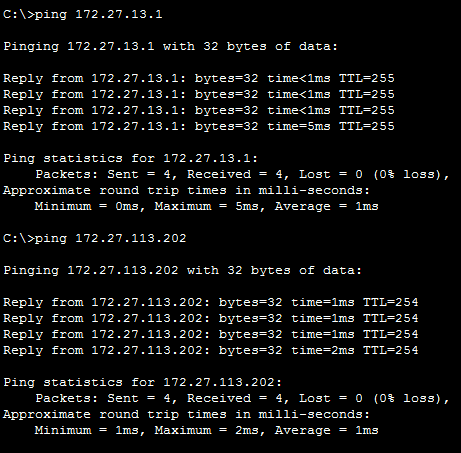 C:\>ping 172.27.13.1
Pinging 172.27.13.1 with 32 bytes of data:
Reply from 172.27.13.1: bytes=32 time<1ms TTL=255
Reply from 172.27.13.1: bytes=32 time<1ms TTL=255
Reply from 172.27.13.1: bytes=32 time<1ms TTL=255
Reply from 172.27.13.1: bytes=32 time=5ms TTL=255
Ping statistics for 172.27.13.1:
Packets: Sent = 4, Received = 4, Lost = 0 (0% loss),
Approximate round trip times in milli-seconds:
Minimum = 0ms, Maximum = 5ms, Average = 1ms
C:\>ping 172.27.113.202
Pinging 172.27.113.202 with 32 bytes of data:
Reply from 172.27.113.202: bytes=32 time=1ms TTL=254
Reply from 172.27.113.202: bytes=32 time=1ms TTL=254
Reply from 172.27.113.202: bytes=32 time=1ms TTL=254
Reply from 172.27.113.202: bytes=32 time=2ms TTL=254
Ping statistics for 172.27.113.202:
Packets: Sent = 4, Received = 4, Lost = 0 (0% loss),
Approximate round trip times in milli-seconds:
Minimum = 1ms, Maximum = 2ms, Average = 1ms